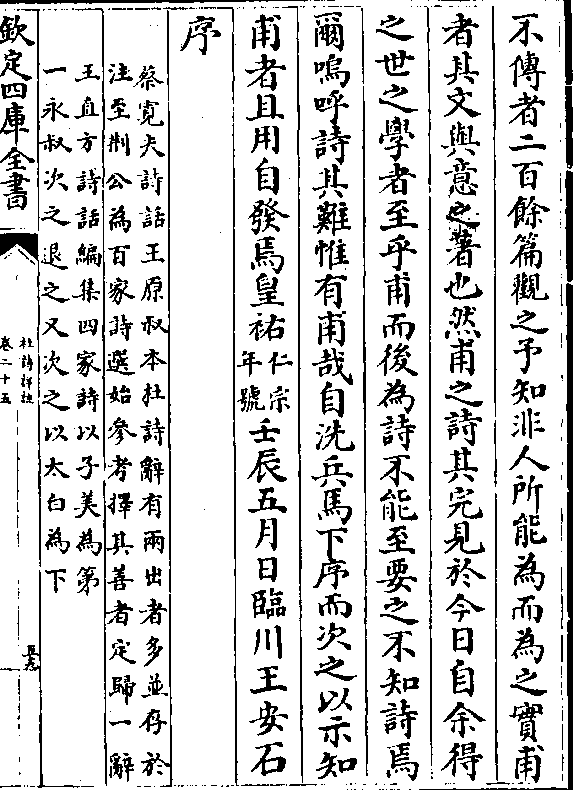 不傳者二百餘篇觀之予知非人所能為而為之實甫
者其文與意之著也然甫之詩其完見於今日自余得
之世之學者至乎甫而後為詩不能至要之不知詩焉
爾嗚呼詩其難惟有甫哉自洗兵馬下序而次之以示知
甫者且用自發焉皇祐仁宗年號壬辰五月日臨川王安石
序
蔡寛夫詩話王原叔本杜詩辭有兩出者多並存於
注至荆公為百家詩選始參考擇其善者定歸一辭
王直方詩話編集四家詩以子美為第
一永叔次之退之又次之以太白為下
欽定四庫全書
杜詩詳註
卷二十五